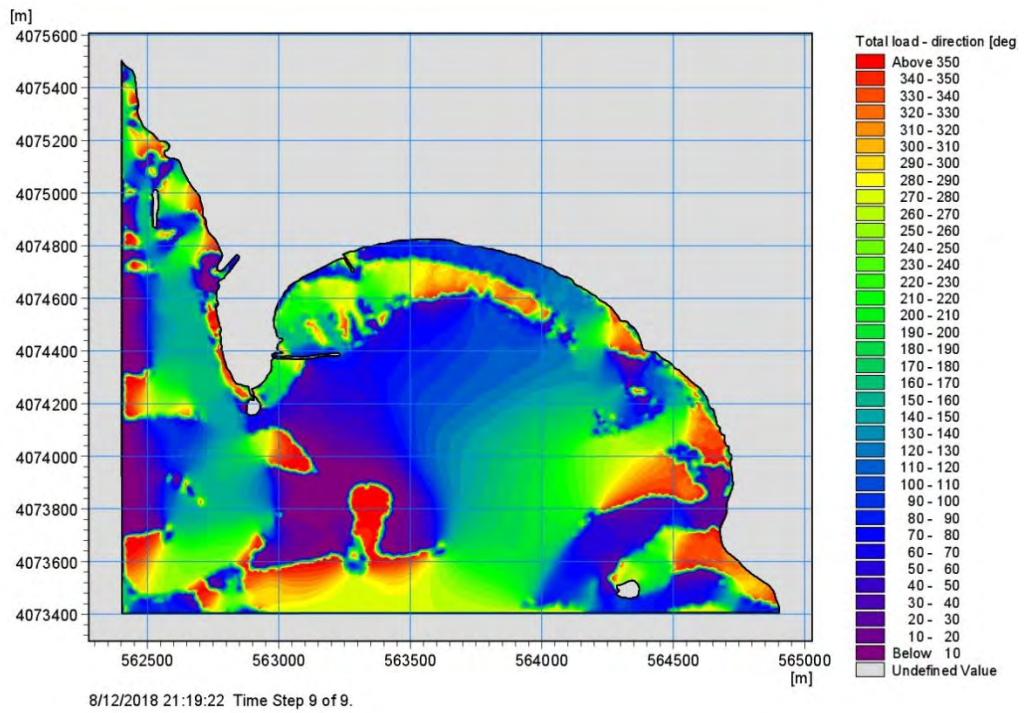 [m]
4075600
4075400
4075200
4075000
4074800
4074600
4074400
4074200
4074000
4073800
4073600
4073400
562500 563000 563500 564000 564500 565000
[m]
8/12/2018 21:19:22 Time Step 9 of 9.
Total load - direction [deg
Above 350
340 - 350
330 - 340
320 - 330
310 - 320
300 - 310
290 - 300
280 - 290
270 - 280
260 - 270
250 - 260
240 - 250
230 - 240
220 - 230
210 - 220
200 - 210
190 - 200
180 - 190
170 - 180
160 - 170
150 - 160
140 - 150
130 - 140
120 - 130
110 - 120
100 - 110
90 - 100
80 - 90
70 - 80
60 - 70
50 - 60
40 - 50
30 - 40
20 - 30
10 - 20
Below 10
Undefined Value